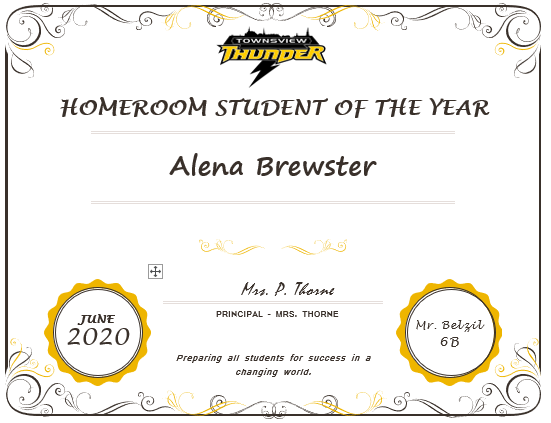 TOWNSVIEW
THUNDER
HOMEROOM STUDENT OF THE YEAR
Alena Brewster
Mrs. P. Thorne
PRINCIPAL - MRS. THORNE
JUNE
2020
Mr. Belzil
6B
Preparing all students for success in a
changing world.